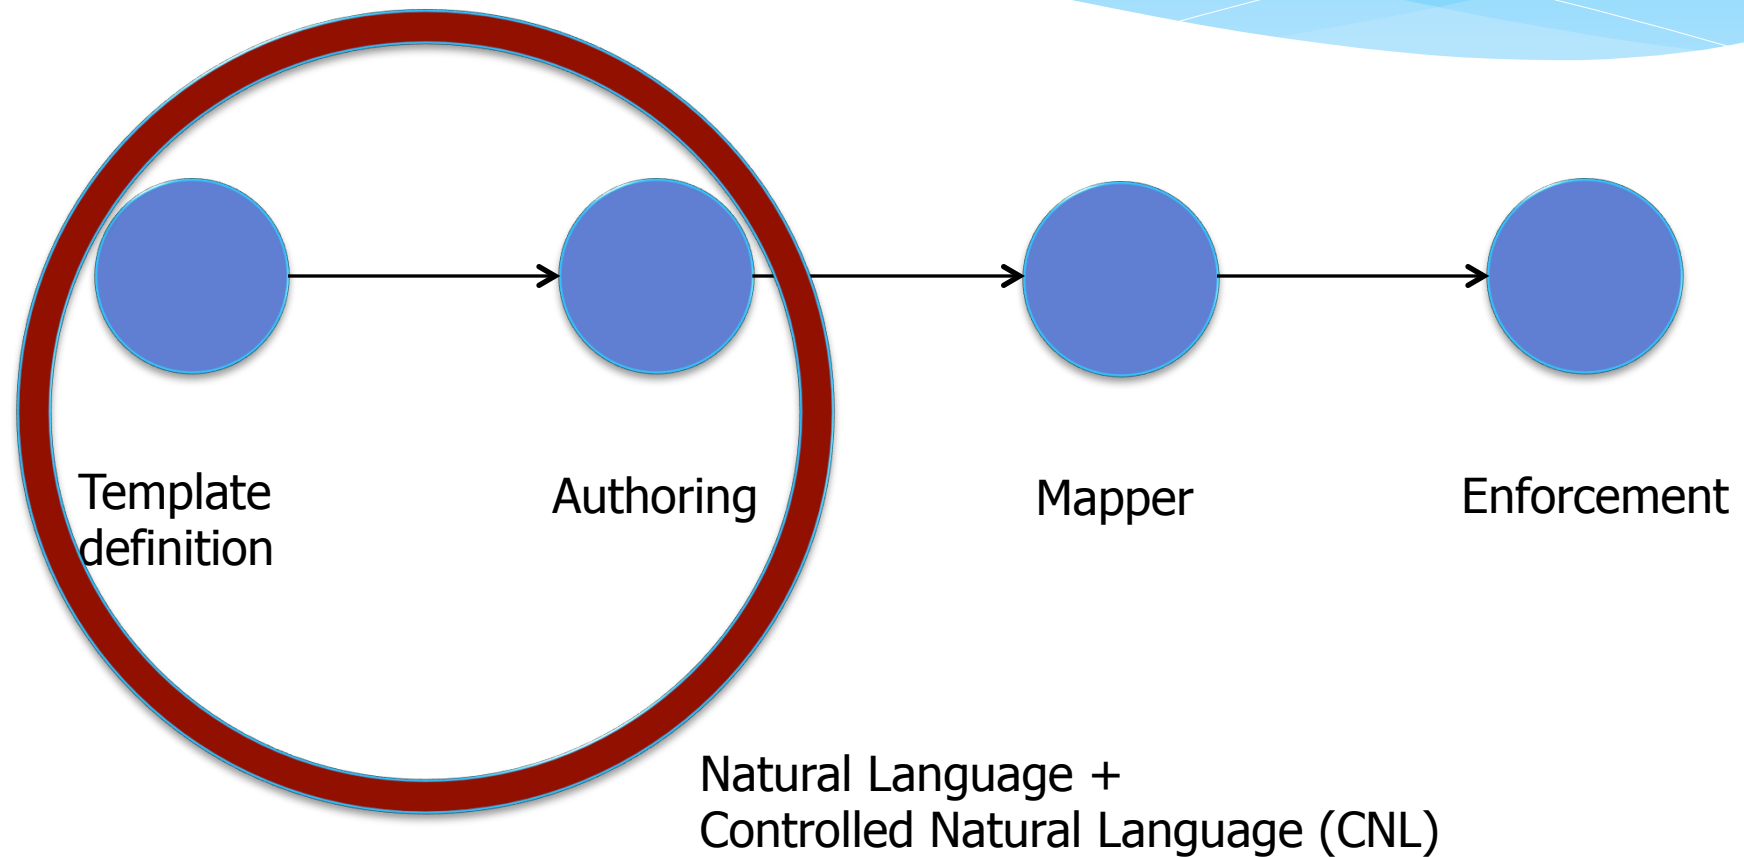 Template
definition
Authoring
Mapper
Enforcement
Natural Language +
Controlled Natural Language (CNL)